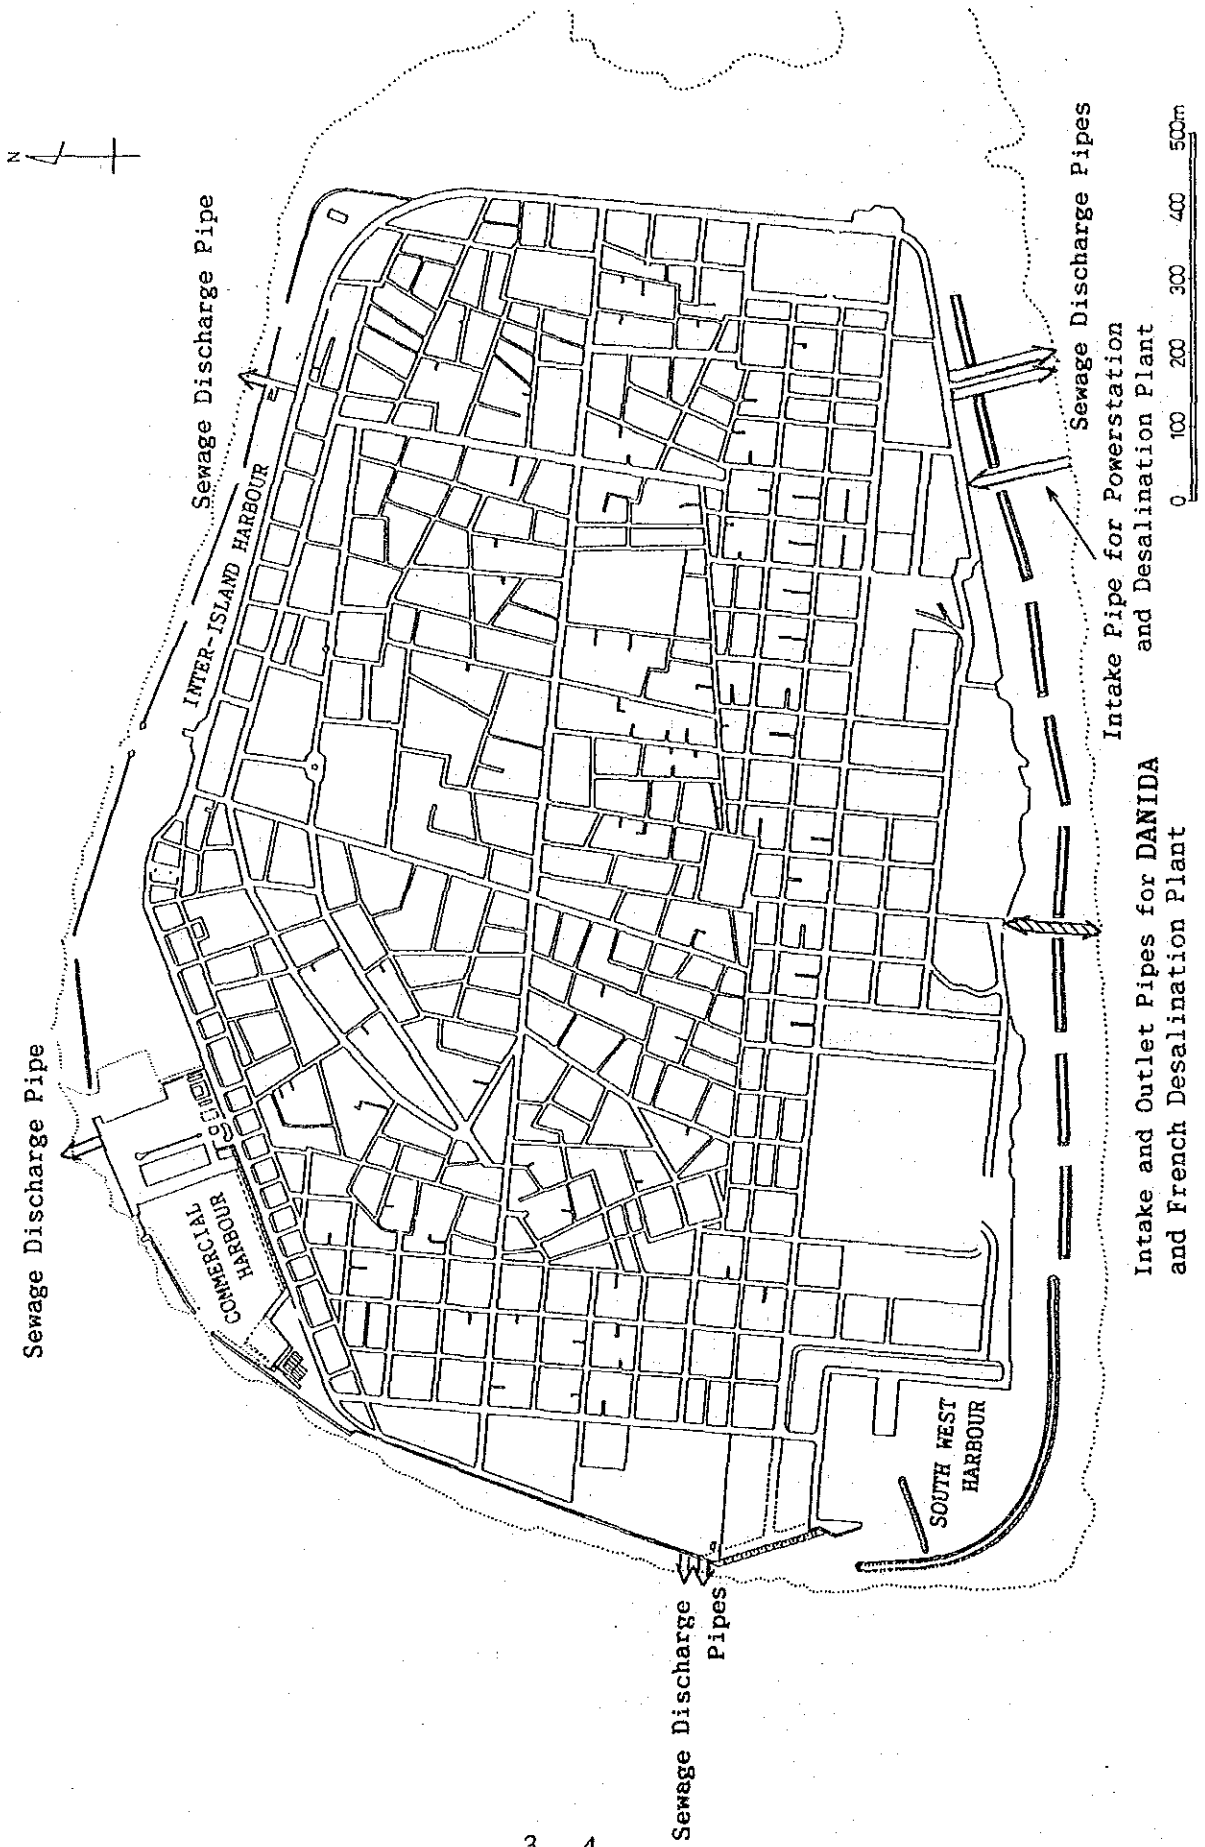 N
Sewage Discharge Pipe
Sewage Discharge Pipe
INTER-ISLAND HARBOUR
COMMERCIAL
HARBOUR
SOUTH WEST
HARBOUR
Sewage Discharge
Pipes
Sewage Discharge Pipes
Intake Pipe for Powerstation
and Desalination Plant
Intake and Outlet Pipes for DANIDA
and French Desalination Plant
0 100 200 300 400 500m
3 4